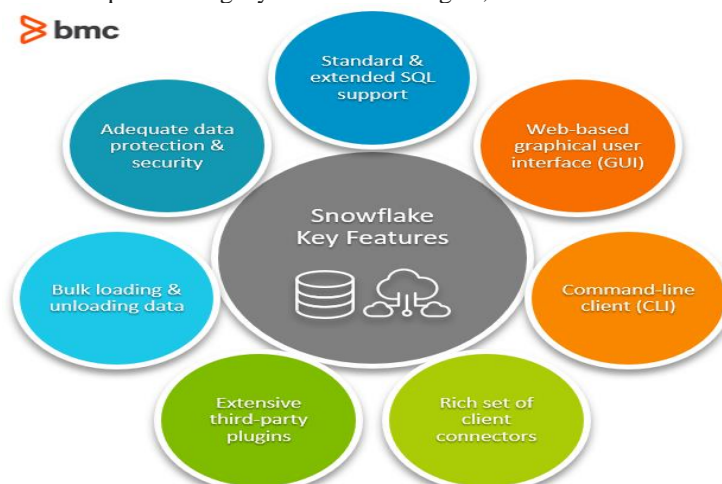 bmc
Standard &
extended SQL
support
Web-based
graphical user
interface (GUI)
Command-line
client (CLI)
Rich set of
client
connectors
Extensive
third-party
plugins
Bulk loading &
unloading data
Adequate data
protection &
security
Snowflake
Key Features